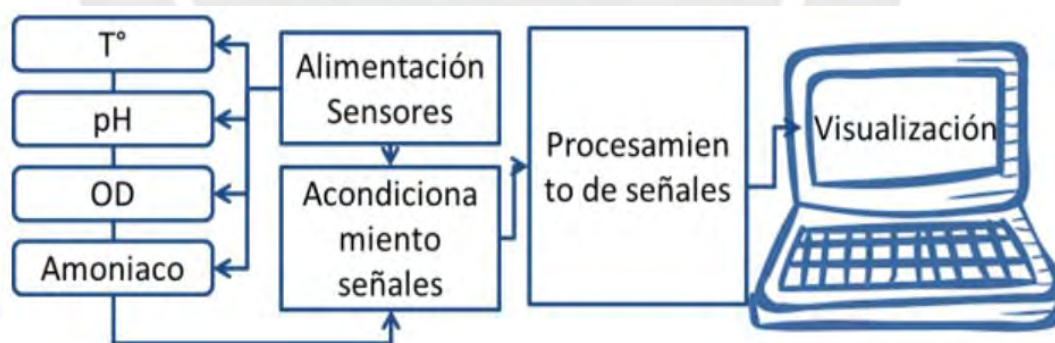 T°
pH
OD
Amoniaco
Alimentación
Sensores
Acondiciona
miento
señales
Procesamien
to de señales
Visualización